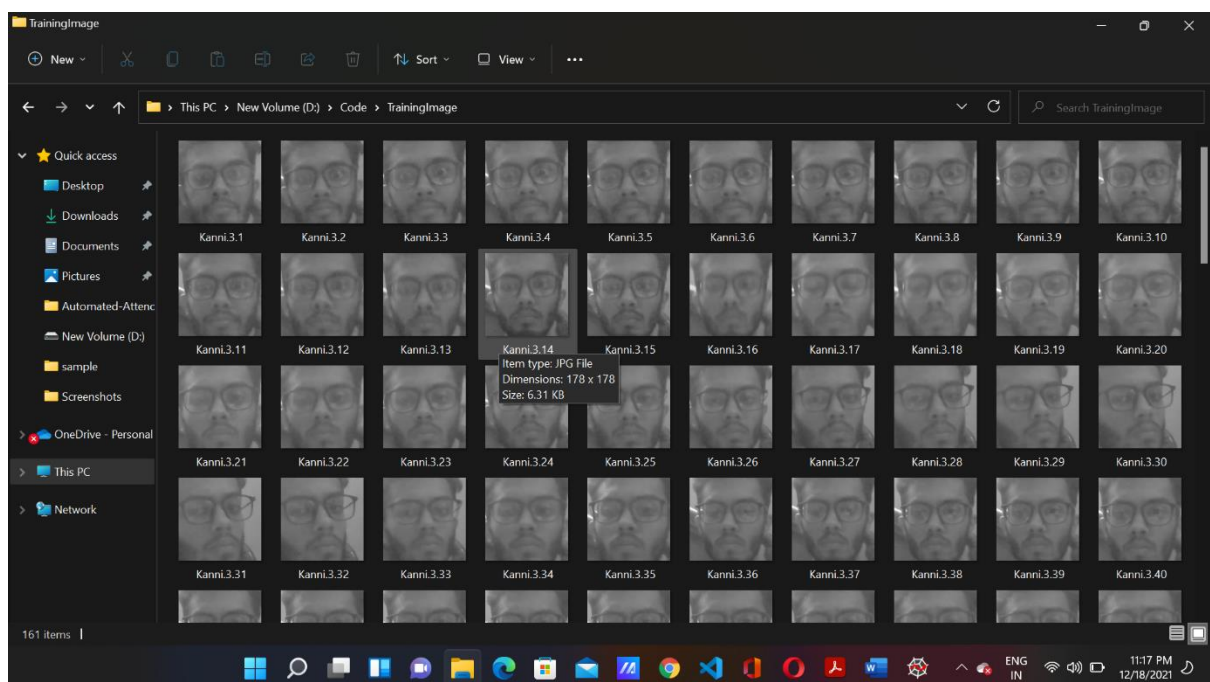 TrainingImage
New
Sort
View
This PC > New Volume (D:) > Code > TrainingImage
Search TrainingImage
Quick access
Desktop
Downloads
Documents
Pictures
Automated-Attenc
New Volume (D:)
sample
Screenshots
OneDrive - Personal
This PC
Network
Kanni.3.1 Kanni.3.2 Kanni.3.3 Kanni.3.4 Kanni.3.5 Kanni.3.6 Kanni.3.7 Kanni.3.8 Kanni.3.9 Kanni.3.10
Kanni.3.11 Kanni.3.12 Kanni.3.13 Kanni.3.14 Kanni.3.15 Kanni.3.16 Kanni.3.17 Kanni.3.18 Kanni.3.19 Kanni.3.20
Item type: JPG File
Dimensions: 178 x 178
Size: 6.31 KB
Kanni.3.21 Kanni.3.22 Kanni.3.23 Kanni.3.24 Kanni.3.25 Kanni.3.26 Kanni.3.27 Kanni.3.28 Kanni.3.29 Kanni.3.30
Kanni.3.31 Kanni.3.32 Kanni.3.33 Kanni.3.34 Kanni.3.35 Kanni.3.36 Kanni.3.37 Kanni.3.38 Kanni.3.39 Kanni.3.40
161 items
ENG
IN
11:17 PM
12/18/2021